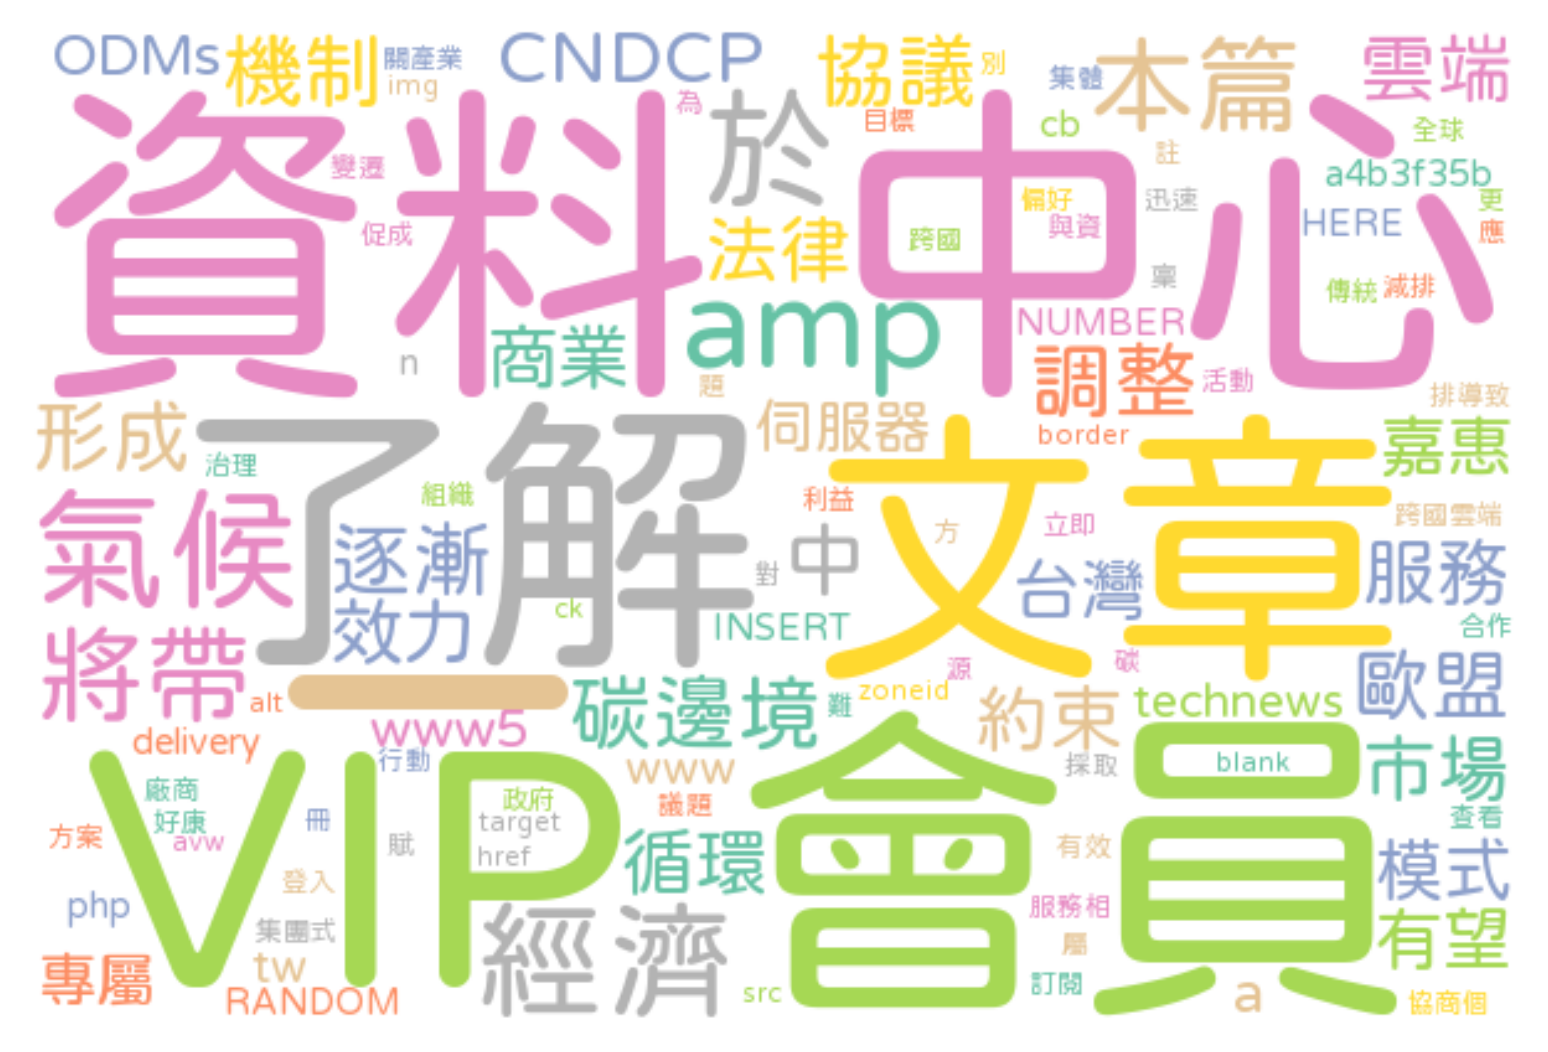 ODMs 機制 關產業 CNDCP 協議 別 集體 本篇 雲端
img 為 目標 cb 全球
資料中心
變遷 於 註 a4b3f35b
促成 法律 跨國 偏好 迅速 HERE 更
與資 應
稟 傳統 減排
n 商業 amp NUMBER
題 調整 活動 排導致
形成 了解 伺服器 border 嘉惠
治理 組織 利益 文章 跨國雲端
氣候 逐漸 方 立即 服務
對 中 台灣
效力 ck INSERT 合作
將帶 源 碳 歐盟
alt 一 碳邊境 難 zoneid 約束 technews
www5
delivery 行動 www 採取 blank 市場
VIP 會員
廠商 政府 議題 查看
好康 冊 target
方案 avw 賦 href 循環 有效 模式
登入
php 集團式 經濟 服務相 有望
專屬 tw 屬
RANDOM src 訂閱 a 協商個